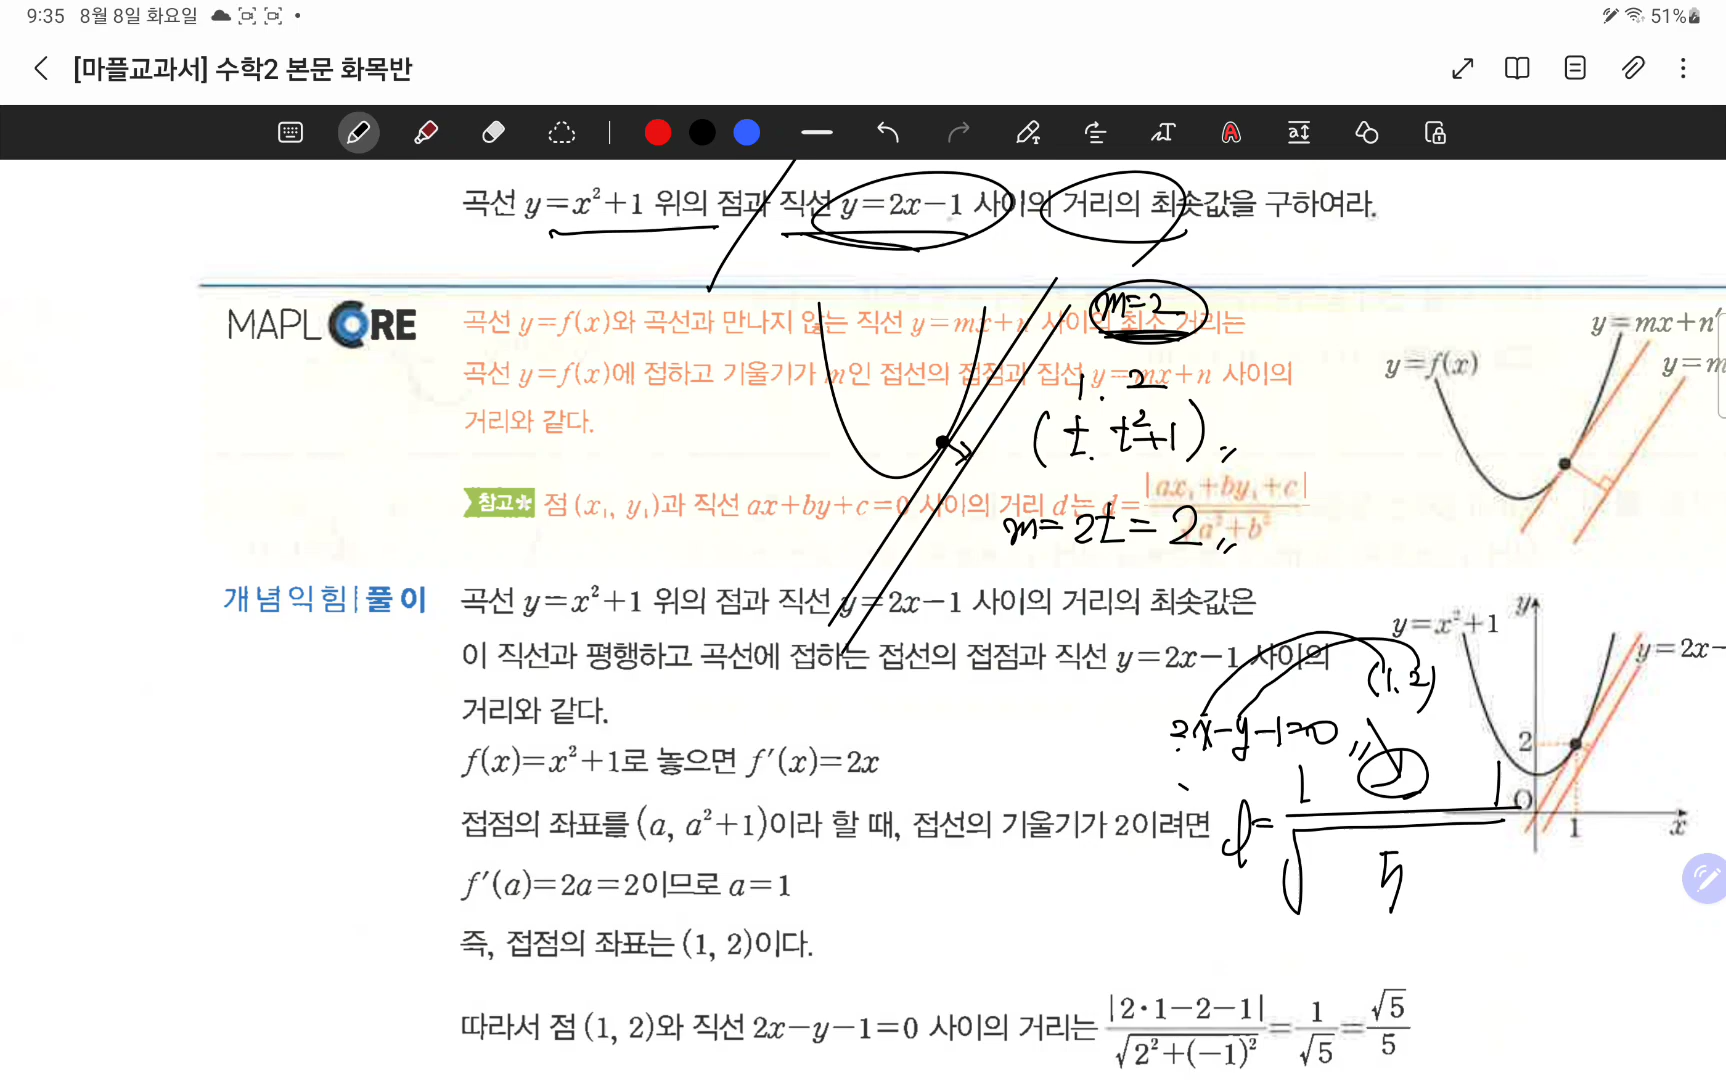 9:35 8월 8일 화요일
51%
[마플교과서] 수학2 본문 화목반
곡선 y=x²+1 위의 점과 직선 y=2x−1 사이의 거리의 최솟값을 구하여라.
MAPL CORE
곡선 y=f(x)와 곡선과 만나지 않는 직선 y=mx+n 사이의 최소 거리는
곡선 y=f(x)에 접하고 기울기가 m인 접선의 접점과 직선 y=mx+n 사이의
거리와 같다.
참고* 점 (x₁, y₁)과 직선 ax+by+c=0 사이의 거리 d는 d=|ax₁+by₁+c|/√a²+b²
m=2
1. 2
(t. t²+1)〃
m=2t=2〃
y=f(x)
y=mx+n′
y=m
개념익힘|풀이
곡선 y=x²+1 위의 점과 직선 y=2x−1 사이의 거리의 최솟값은
이 직선과 평행하고 곡선에 접하는 접선의 접점과 직선 y=2x−1 사이의
거리와 같다.
f(x)=x²+1로 놓으면 f′(x)=2x
접점의 좌표를 (a, a²+1)이라 할 때, 접선의 기울기가 2이려면
f′(a)=2a=2이므로 a=1
즉, 접점의 좌표는 (1, 2)이다.
따라서 점 (1, 2)와 직선 2x−y−1=0 사이의 거리는 |2·1−2−1|/√2²+(−1)²=1/√5=√5/5
(1. 2)
2x−y−1=0〃
d=
√5
y=x²+1
y
y=2x−
2
O
1
x